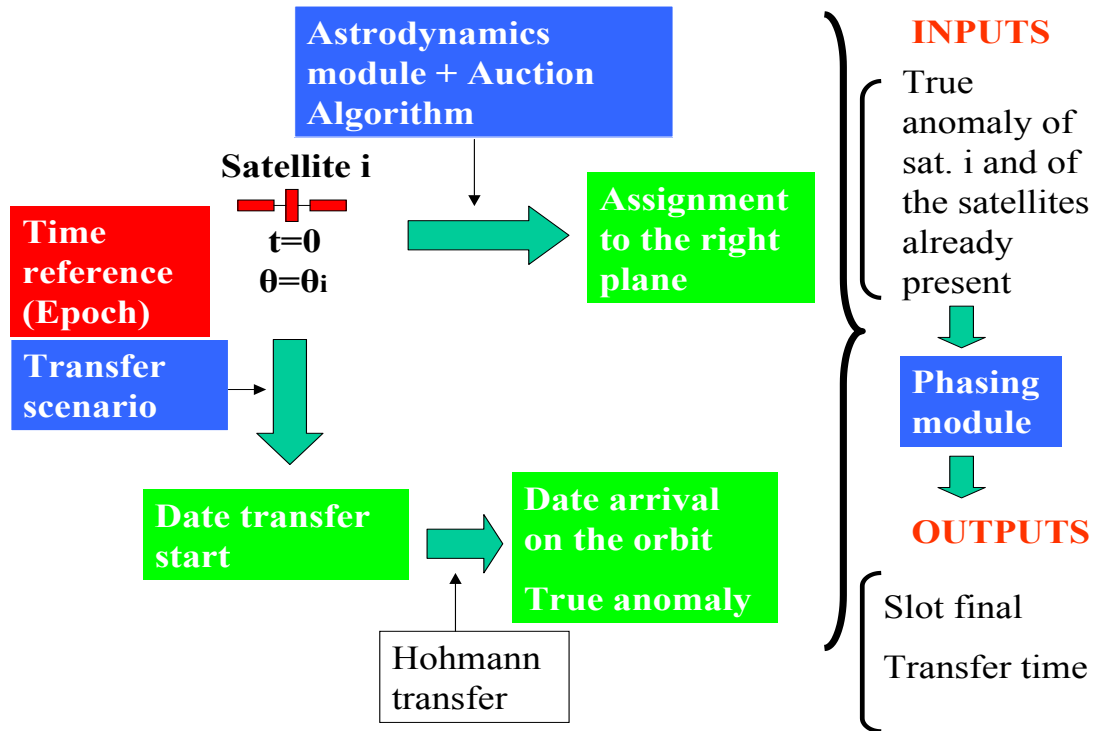 Astrodynamics
module + Auction
Algorithm
Satellite i
t=0
θ=θi
Time
reference
(Epoch)
Transfer
scenario
Assignment
to the right
plane
Date transfer
start
Date arrival
on the orbit
True anomaly
Hohmann
transfer
INPUTS
True
anomaly of
sat. i and of
the satellites
already
present
Phasing
module
OUTPUTS
Slot final
Transfer time